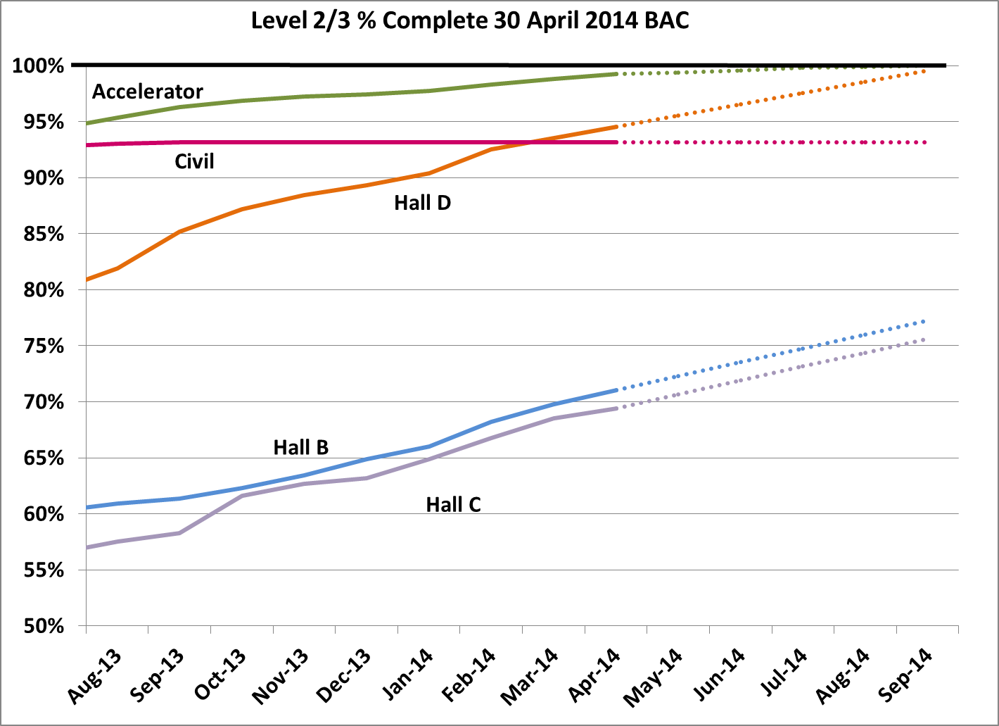 Level 2/3 % Complete 30 April 2014 BAC
100%
Accelerator
95%
Civil
90%
Hall D
85%
80%
75%
70%
Hall B
65%
Hall C
60%
55%
50%
Aug-13 Sep-13 Oct-13 Nov-13 Dec-13 Jan-14 Feb-14 Mar-14 Apr-14 May-14 Jun-14 Jul-14 Aug-14 Sep-14